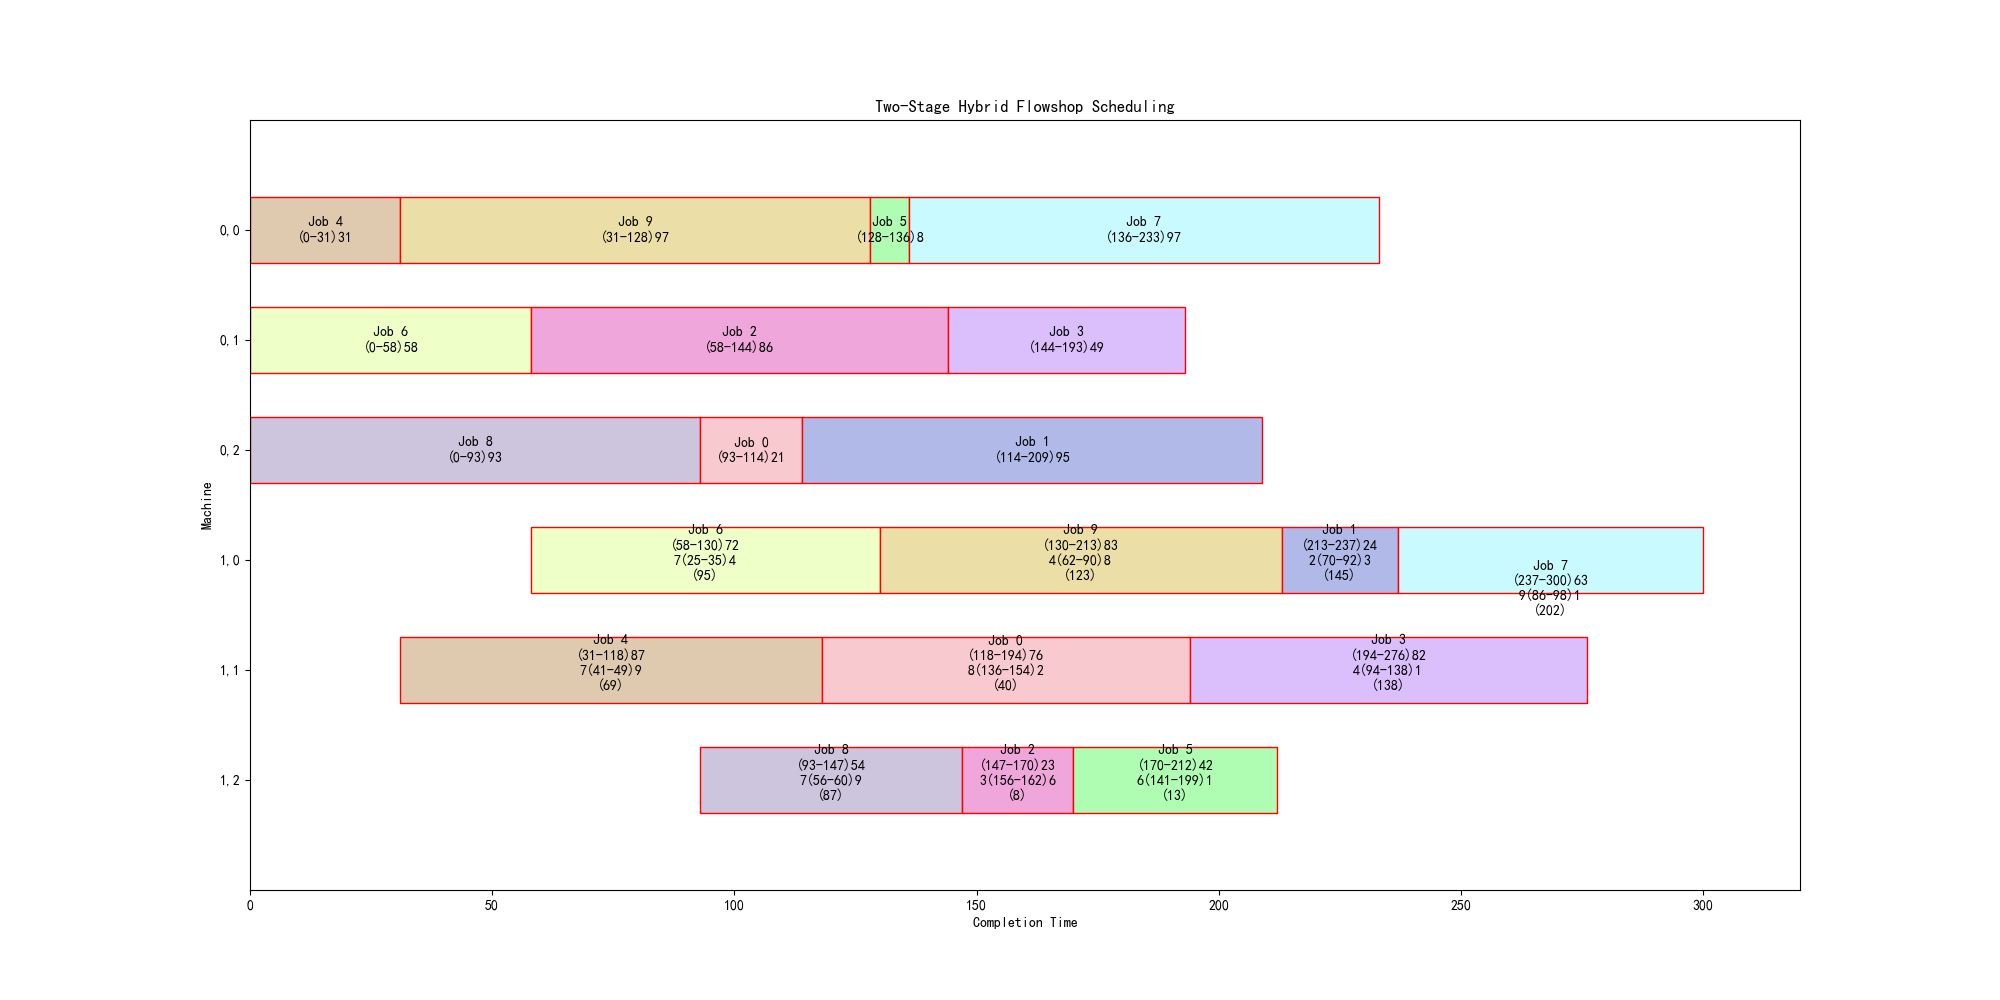 Two-Stage Hybrid Flowshop Scheduling
0,0
Job 4
(0-31)31
Job 9
(31-128)97
Job 5
(128-136)8
Job 7
(136-233)97
0,1
Job 6
(0-58)58
Job 2
(58-144)86
Job 3
(144-193)49
0,2
Job 8
(0-93)93
Job 0
(93-114)21
Job 1
(114-209)95
Machine
1,0
Job 6
(58-130)72
7(25-35)4
(95)
Job 9
(130-213)83
4(62-90)8
(123)
Job 1
(213-237)24
2(70-92)3
(145)
Job 7
(237-300)63
9(86-98)1
(202)
1,1
Job 4
(31-118)87
7(41-49)9
(69)
Job 0
(118-194)76
8(136-154)2
(40)
Job 3
(194-276)82
4(94-138)1
(138)
1,2
Job 8
(93-147)54
7(56-60)9
(87)
Job 2
(147-170)23
3(156-162)6
(8)
Job 5
(170-212)42
6(141-199)1
(13)
0 50 100 150 200 250 300
Completion Time